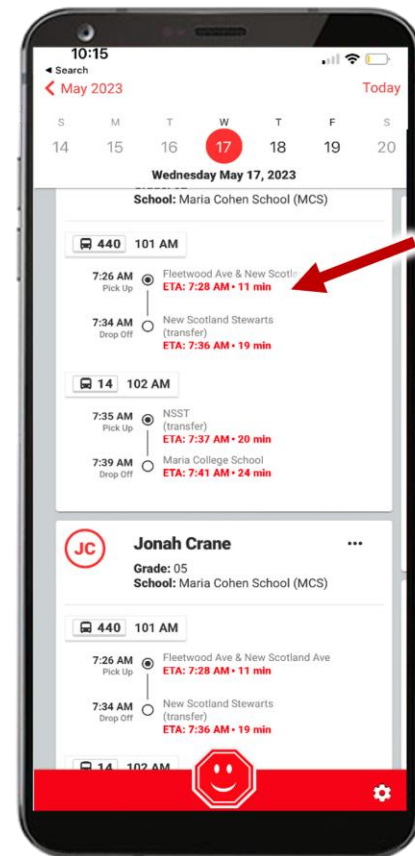 10:15
◀ Search
May 2023 Today
S M T W T F S
14 15 16 17 18 19 20
Wednesday May 17, 2023
School: Maria Cohen School (MCS)
440 101 AM
7:26 AM Fleetwood Ave & New
Pick Up ETA: 7:28 AM • 11 min
7:34 AM New Scotland Stewarts
Drop Off (transfer)
ETA: 7:36 AM • 19 min
14 102 AM
7:35 AM NSST
Pick Up (transfer)
ETA: 7:37 AM • 20 min
7:39 AM Maria College School
Drop Off ETA: 7:41 AM • 24 min
JC Jonah Crane
Grade: 05
School: Maria Cohen School (MCS)
440 101 AM
7:26 AM Fleetwood Ave & New Scotland Ave
Pick Up ETA: 7:28 AM • 11 min
7:34 AM New Scotland Stewarts
Drop Off (transfer)
ETA: 7:36 AM • 19 min
14 102 AM